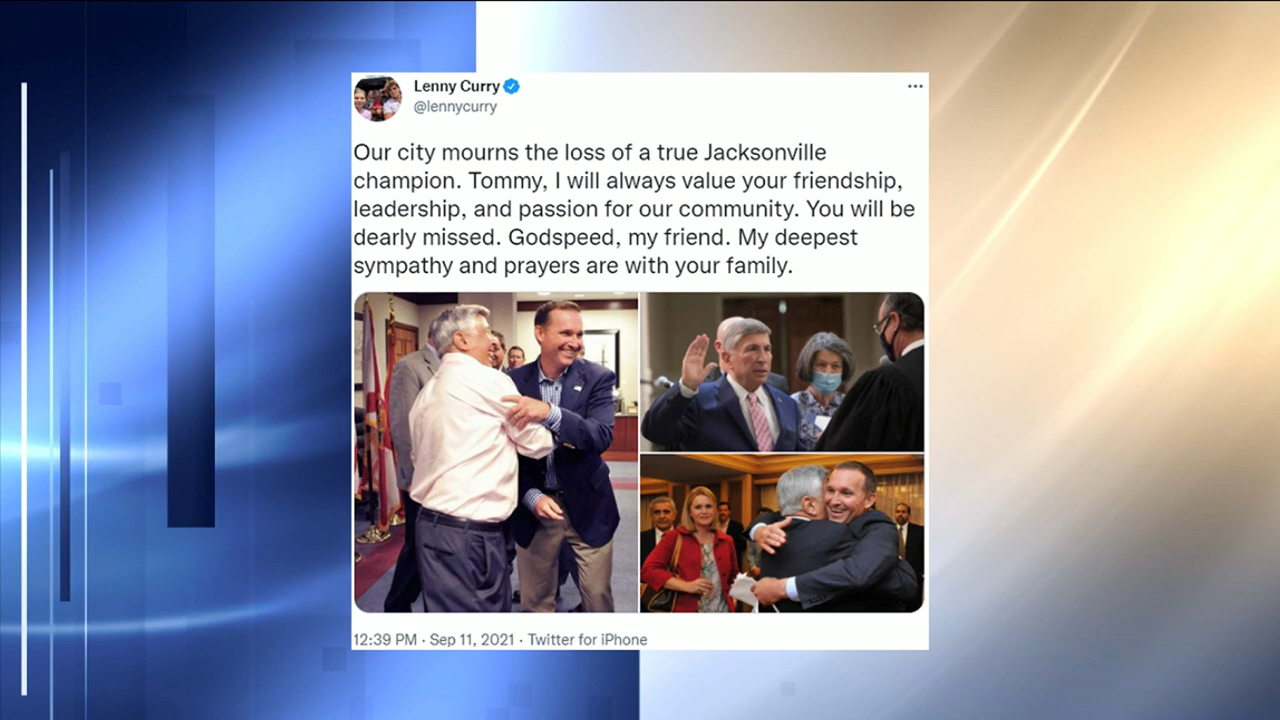 Lenny Curry
@lennycurry
Our city mourns the loss of a true Jacksonville
champion. Tommy, I will always value your friendship,
leadership, and passion for our community. You will be
dearly missed. Godspeed, my friend. My deepest
sympathy and prayers are with your family.
12:39 PM · Sep 11, 2021 · Twitter for iPhone